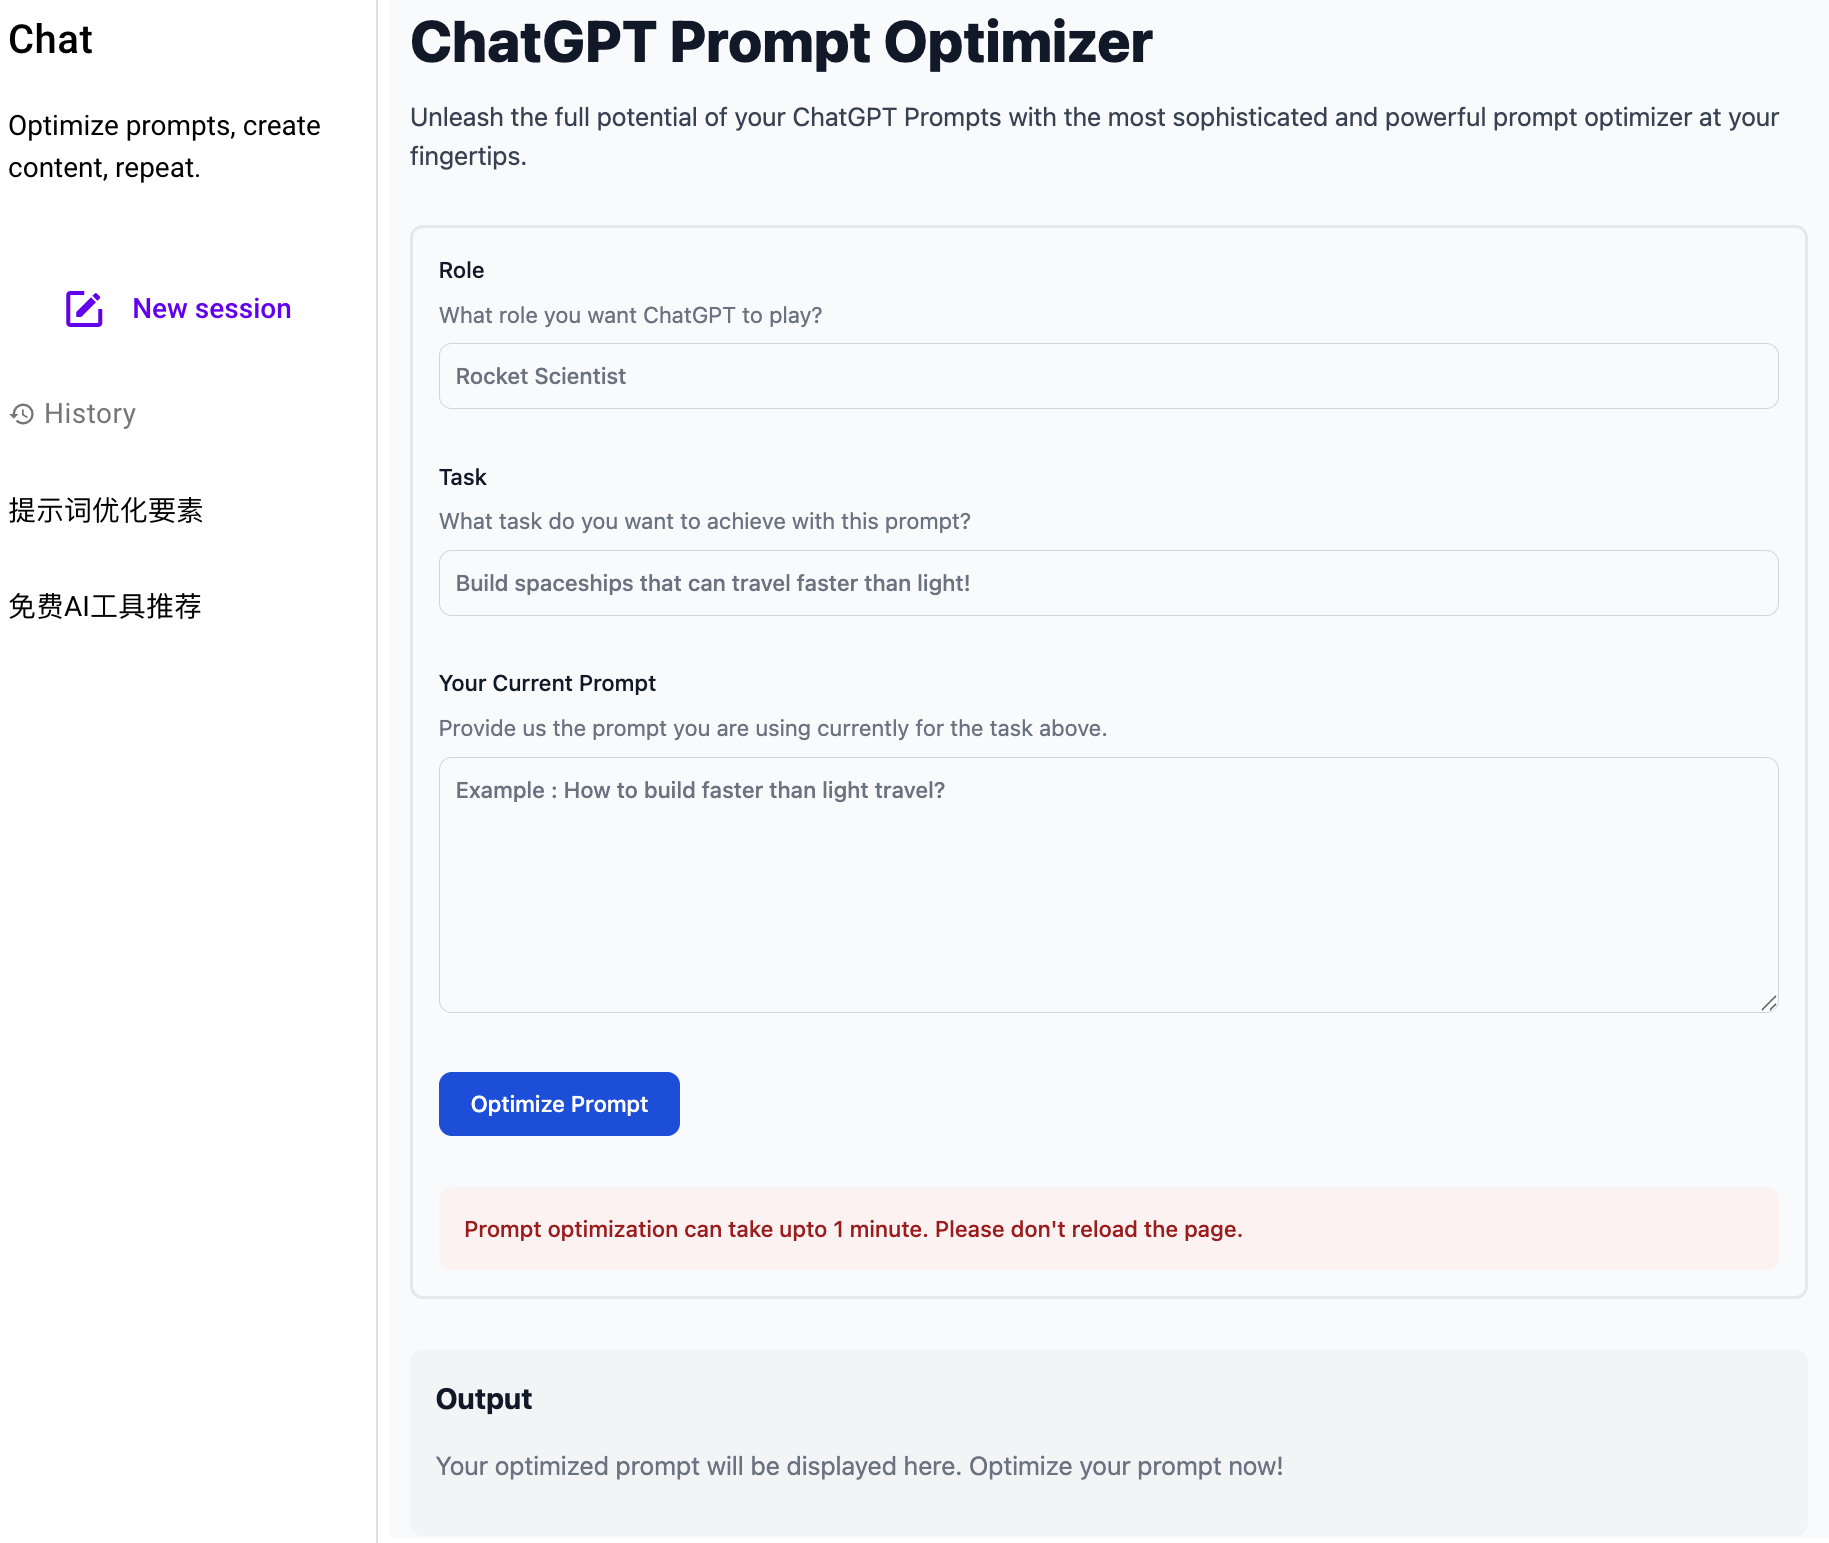 Chat
Optimize prompts, create
content, repeat.
New session
History
提示词优化要素
免费AI工具推荐
ChatGPT Prompt Optimizer
Unleash the full potential of your ChatGPT Prompts with the most sophisticated and powerful prompt optimizer at your
fingertips.
Role
What role you want ChatGPT to play?
Rocket Scientist
Task
What task do you want to achieve with this prompt?
Build spaceships that can travel faster than light!
Your Current Prompt
Provide us the prompt you are using currently for the task above.
Example : How to build faster than light travel?
Optimize Prompt
Prompt optimization can take upto 1 minute. Please don't reload the page.
Output
Your optimized prompt will be displayed here. Optimize your prompt now!